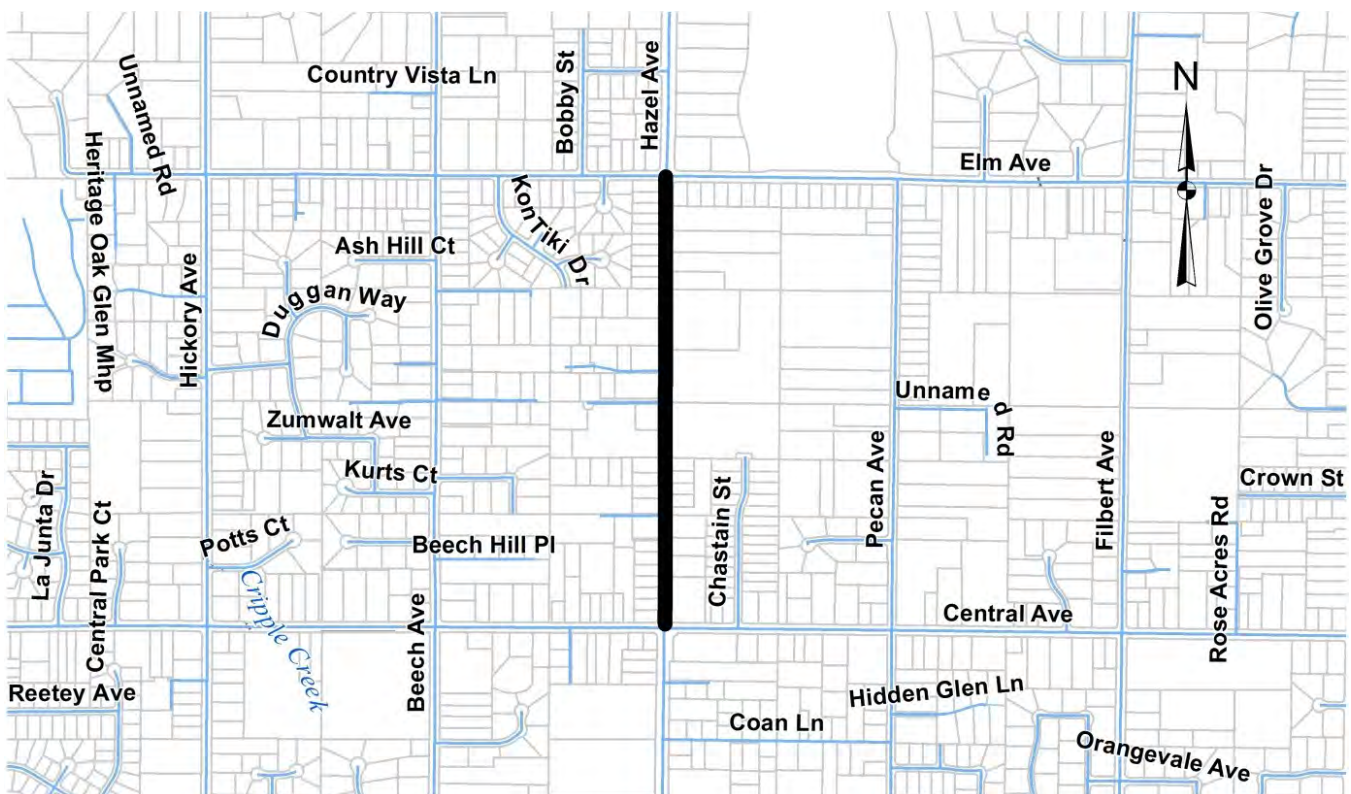 Country Vista Ln
Unnamed Rd
Bobby St
Hazel Ave
N
Elm Ave
Heritage Oak Glen Mhp
KonTiki Dr
Olive Grove Dr
Ash Hill Ct
Hickory Ave
Duggan Way
Unnamed Rd
Zumwalt Ave
Pecan Ave
Filbert Ave
Kurts Ct
Crown St
La Junta Dr
Central Park Ct
Potts Ct
Beech Hill Pl
Chastain St
Rose Acres Rd
Cripple Creek
Beech Ave
Central Ave
Reetey Ave
Hidden Glen Ln
Coan Ln
Orangevale Ave